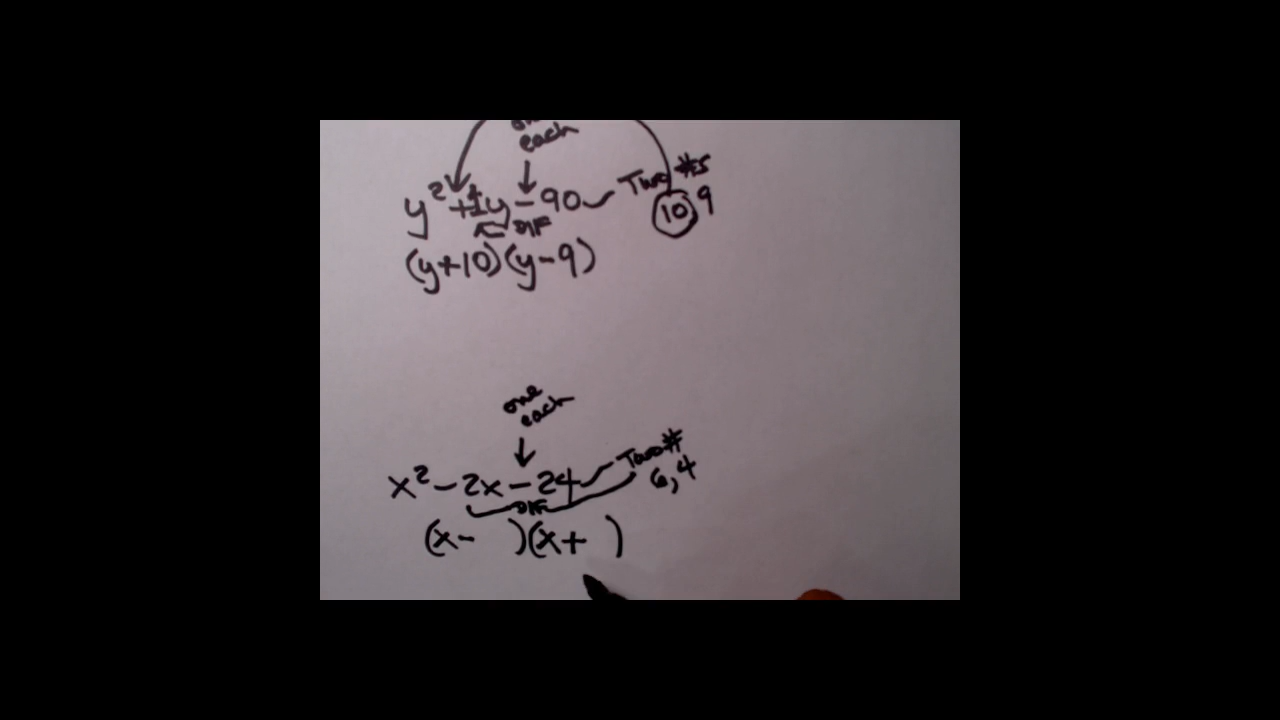 one
each
Two #s
y² + 1y - 90
10, 9
DIF
(y+10)(y-9)
one
each
Two #
x² - 2x - 24
6, 4
DIF
(x-  )(x+  )